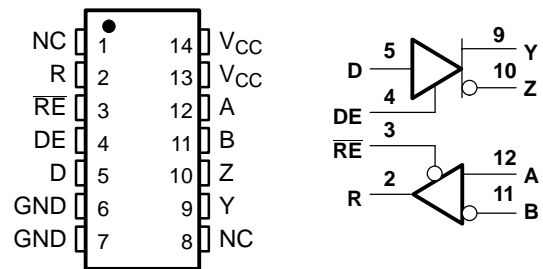 NC 1 14 VCC
R 2 13 VCC
RE 3 12 A
DE 4 11 B
D 5 10 Z
GND 6 9 Y
GND 7 8 NC
9 Y
5 D
10 Z
4 DE
3 RE
12 A
2 R
11 B